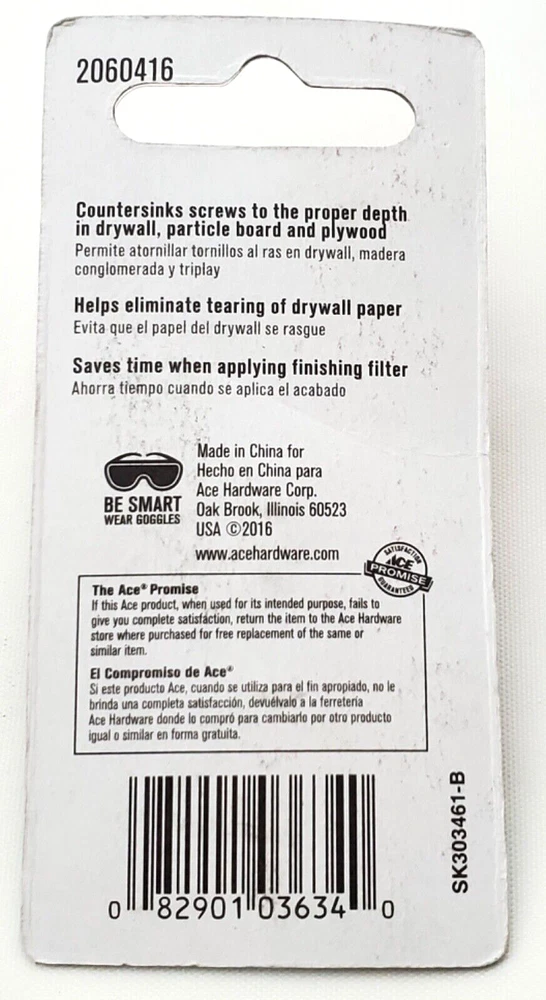 2060416
Countersinks screws to the proper depth
in drywall, particle board and plywood
Permite atornillar tornillos al ras en drywall, madera
conglomerada y triplay
Helps eliminate tearing of drywall paper
Evita que el papel del drywall se rasgue
Saves time when applying finishing filter
Ahorra tiempo cuando se aplica el acabado
BE SMART
WEAR GOGGLES
Made in China for
Hecho en China para
Ace Hardware Corp.
Oak Brook, Illinois 60523
USA ©2016
www.acehardware.com
SATISFACTION
ACE
PROMISE
GUARANTEED
The Ace® Promise
If this Ace product, when used for its intended purpose, fails to
give you complete satisfaction, return the item to the Ace Hardware
store where purchased for free replacement of the same or
similar item.
El Compromiso de Ace®
Si este producto Ace, cuando se utiliza para el fin apropiado, no le
brinda una completa satisfacción, devuélvalo a la ferretería
Ace Hardware donde lo compró para cambiarlo por otro producto
igual o similar en forma gratuita.
0 82901 03634 0
SK303461-B